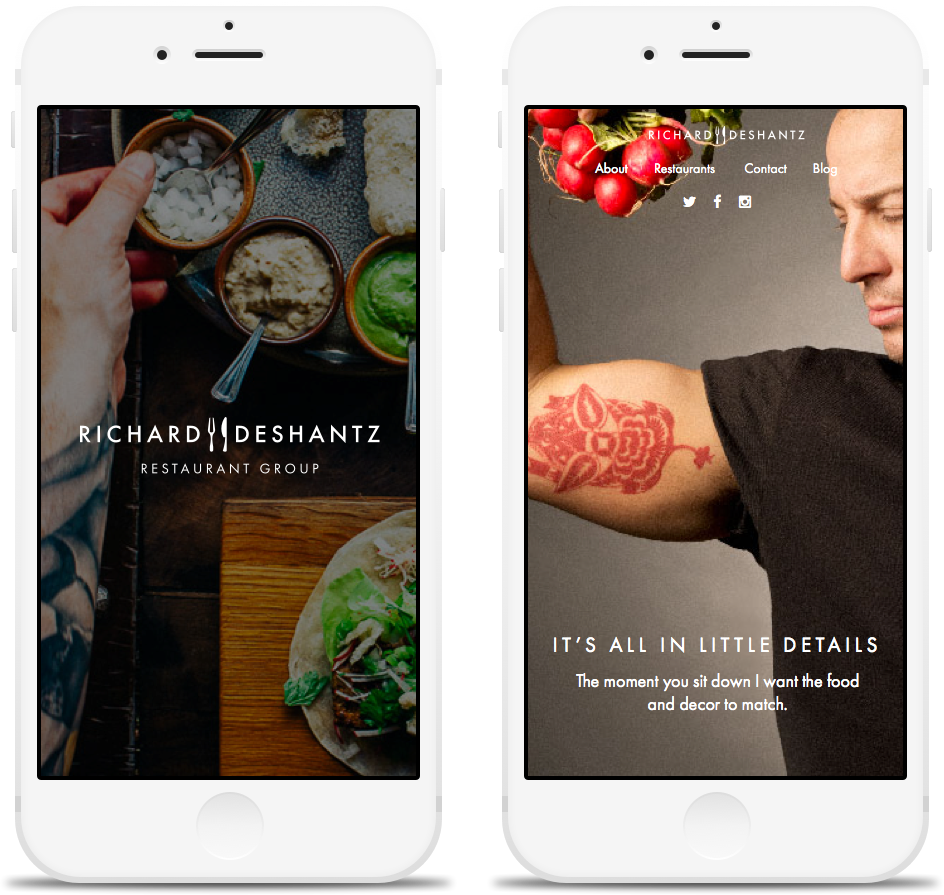 RICHARD DESHANTZ
RESTAURANT GROUP
RICHARD DESHANTZ
About Restaurants Contact Blog
IT'S ALL IN LITTLE DETAILS
The moment you sit down I want the food
and decor to match.